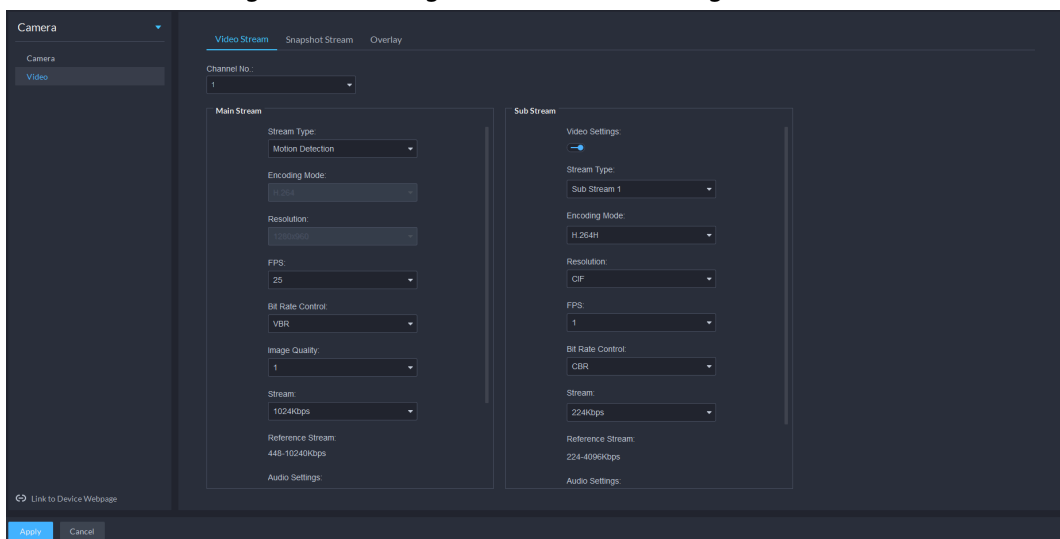 Camera
Camera
Video
Link to Device Webpage
Apply
Cancel
Video Stream
Snapshot Stream
Overlay
Channel No.:
1
Main Stream
Stream Type:
Motion Detection
Encoding Mode:
H.264
Resolution:
1280x960
FPS:
25
Bit Rate Control:
VBR
Image Quality:
1
Stream:
1024Kbps
Reference Stream:
448-10240Kbps
Audio Settings:
Sub Stream
Video Settings:
Stream Type:
Sub Stream 1
Encoding Mode:
H.264H
Resolution:
CIF
FPS:
1
Bit Rate Control:
CBR
Stream:
224Kbps
Reference Stream:
224-4096Kbps
Audio Settings: